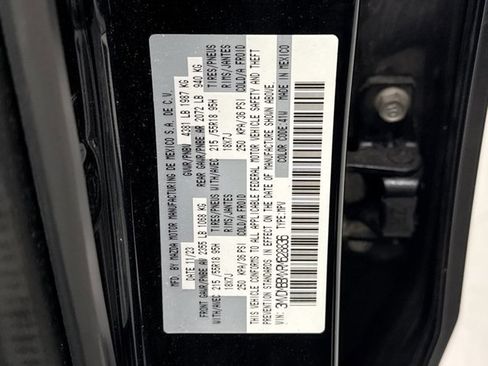 MFD. BY MAZDA MOTOR MANUFACTURING DE MEXICO S.A. DE C.V.
DATE 11/23 GVWR/PNBV 4381 LB 1987 KG
FRONT GAWR/PNBE AV 2355 LB 1068 KG REAR GAWR/PNBE AR 2072 LB 940 KG
WITH/AVEC TIRES/PNEUS WITH/AVEC TIRES/PNEUS
215/55R18 95H RIMS/JANTES 215/55R18 95H RIMS/JANTES
18X7J COLD/A FROID 18X7J COLD/A FROID
250 KPA/36 PSI 250 KPA/36 PSI
THIS VEHICLE CONFORMS TO ALL APPLICABLE FEDERAL MOTOR VEHICLE SAFETY AND THEFT
PREVENTION STANDARDS IN EFFECT ON THE DATE OF MANUFACTURE SHOWN ABOVE.
VIN: TYPE:MPV COLOR CODE:41W
MADE IN MEXICO